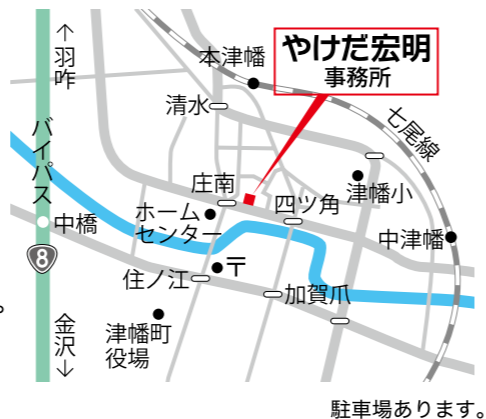 ↑羽咋
バイパス
中橋
8
金沢↓
本津幡
やけだ宏明
事務所
清水
七尾線
庄南
四ツ角
津幡小
ホーム
センター
中津幡
住ノ江
〒
加賀爪
津幡町
役場
。
駐車場あります。